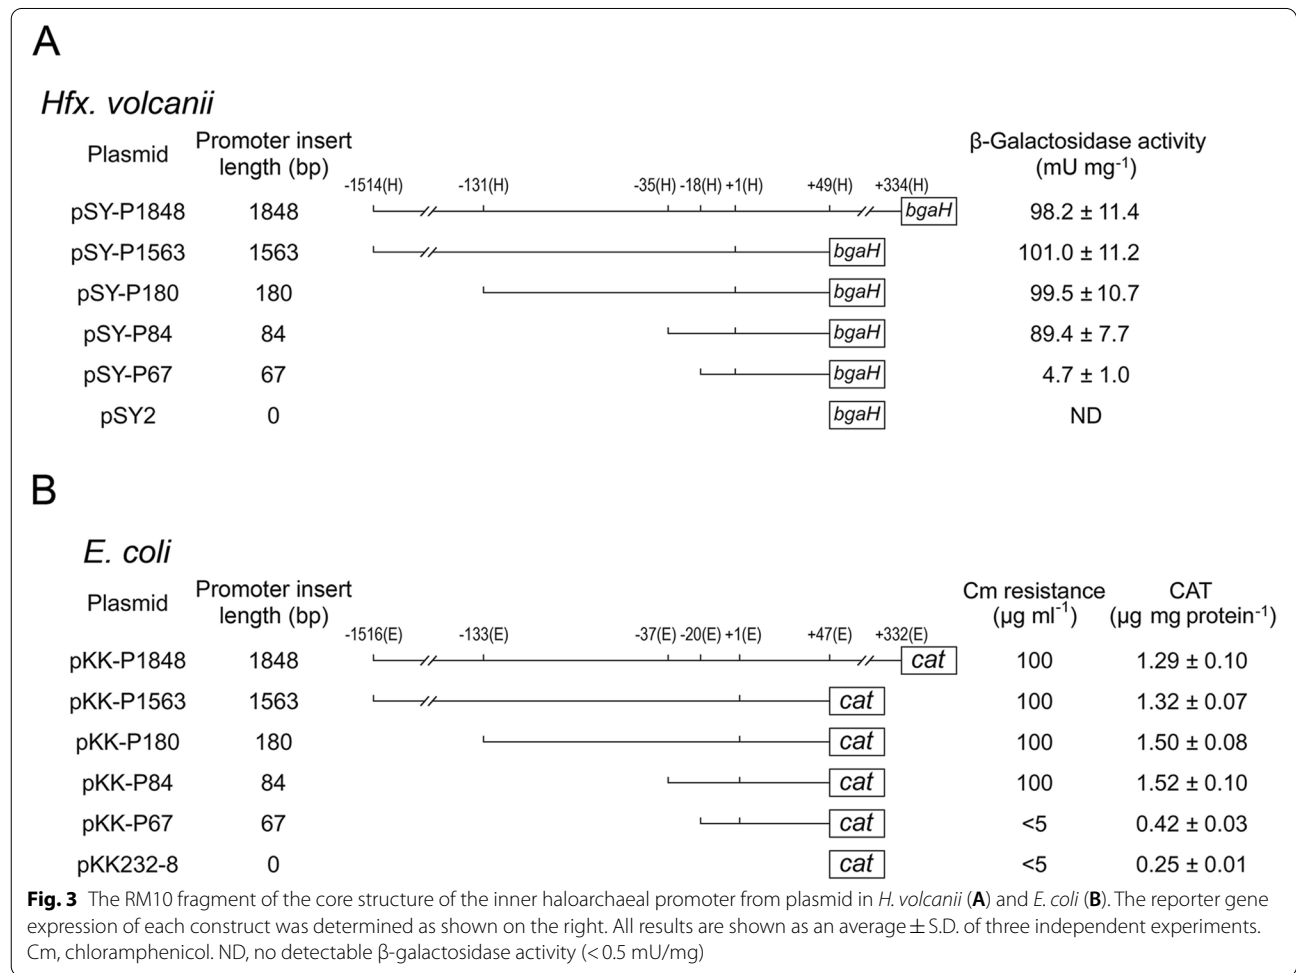 A
Hfx. volcanii
Plasmid
Promoter insert
length (bp)
β-Galactosidase activity
(mU mg-1)
-1514(H) -131(H) -35(H) -18(H) +1(H) +49(H) +334(H)
pSY-P1848 1848 bgaH 98.2 ± 11.4
pSY-P1563 1563 bgaH 101.0 ± 11.2
pSY-P180 180 bgaH 99.5 ± 10.7
pSY-P84 84 bgaH 89.4 ± 7.7
pSY-P67 67 bgaH 4.7 ± 1.0
pSY2 0 bgaH ND
B
E. coli
Plasmid
Promoter insert
length (bp)
Cm resistance
(μg ml-1)
CAT
(μg mg protein-1)
-1516(E) -133(E) -37(E) -20(E) +1(E) +47(E) +332(E)
pKK-P1848 1848 cat 100 1.29 ± 0.10
pKK-P1563 1563 cat 100 1.32 ± 0.07
pKK-P180 180 cat 100 1.50 ± 0.08
pKK-P84 84 cat 100 1.52 ± 0.10
pKK-P67 67 cat <5 0.42 ± 0.03
pKK232-8 0 cat <5 0.25 ± 0.01
Fig. 3 The RM10 fragment of the core structure of the inner haloarchaeal promoter from plasmid in H. volcanii (A) and E. coli (B). The reporter gene
expression of each construct was determined as shown on the right. All results are shown as an average ± S.D. of three independent experiments.
Cm, chloramphenicol. ND, no detectable β-galactosidase activity (< 0.5 mU/mg)